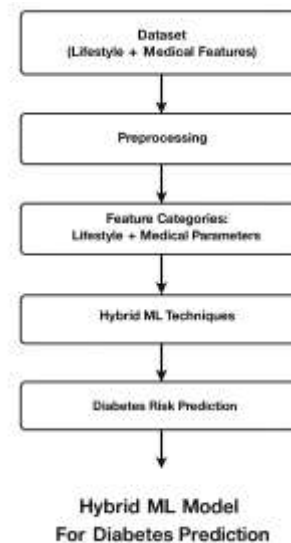 Dataset
(Lifestyle + Medical Features)
Preprocessing
Feature Categories:
Lifestyle + Medical Parameters
Hybrid ML Techniques
Diabetes Risk Prediction
Hybrid ML Model
For Diabetes Prediction